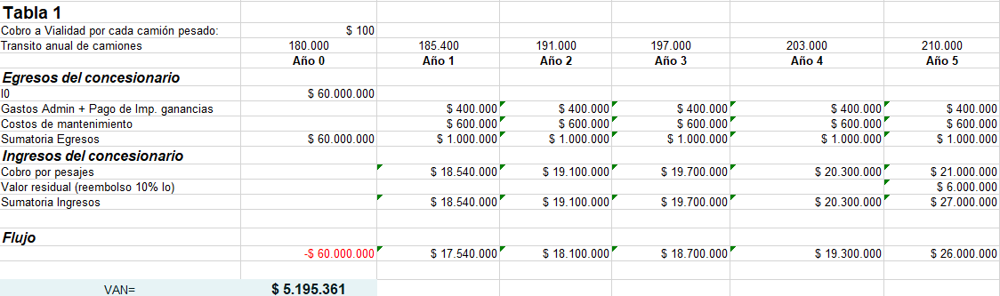 Tabla 1
Cobro a Vialidad por cada camión pesado: $ 100
Transito anual de camiones 180.000 185.400 191.000 197.000 203.000 210.000
Año 0 Año 1 Año 2 Año 3 Año 4 Año 5
Egresos del concesionario
I0 $ 60.000.000
Gastos Admin + Pago de Imp. ganancias $ 400.000 $ 400.000 $ 400.000 $ 400.000 $ 400.000
Costos de mantenimiento $ 600.000 $ 600.000 $ 600.000 $ 600.000 $ 600.000
Sumatoria Egresos $ 60.000.000 $ 1.000.000 $ 1.000.000 $ 1.000.000 $ 1.000.000 $ 1.000.000
Ingresos del concesionario
Cobro por pesajes $ 18.540.000 $ 19.100.000 $ 19.700.000 $ 20.300.000 $ 21.000.000
Valor residual (reembolso 10% Io) $ 6.000.000
Sumatoria Ingresos $ 18.540.000 $ 19.100.000 $ 19.700.000 $ 20.300.000 $ 27.000.000
Flujo
-$ 60.000.000 $ 17.540.000 $ 18.100.000 $ 18.700.000 $ 19.300.000 $ 26.000.000
VAN= $ 5.195.361